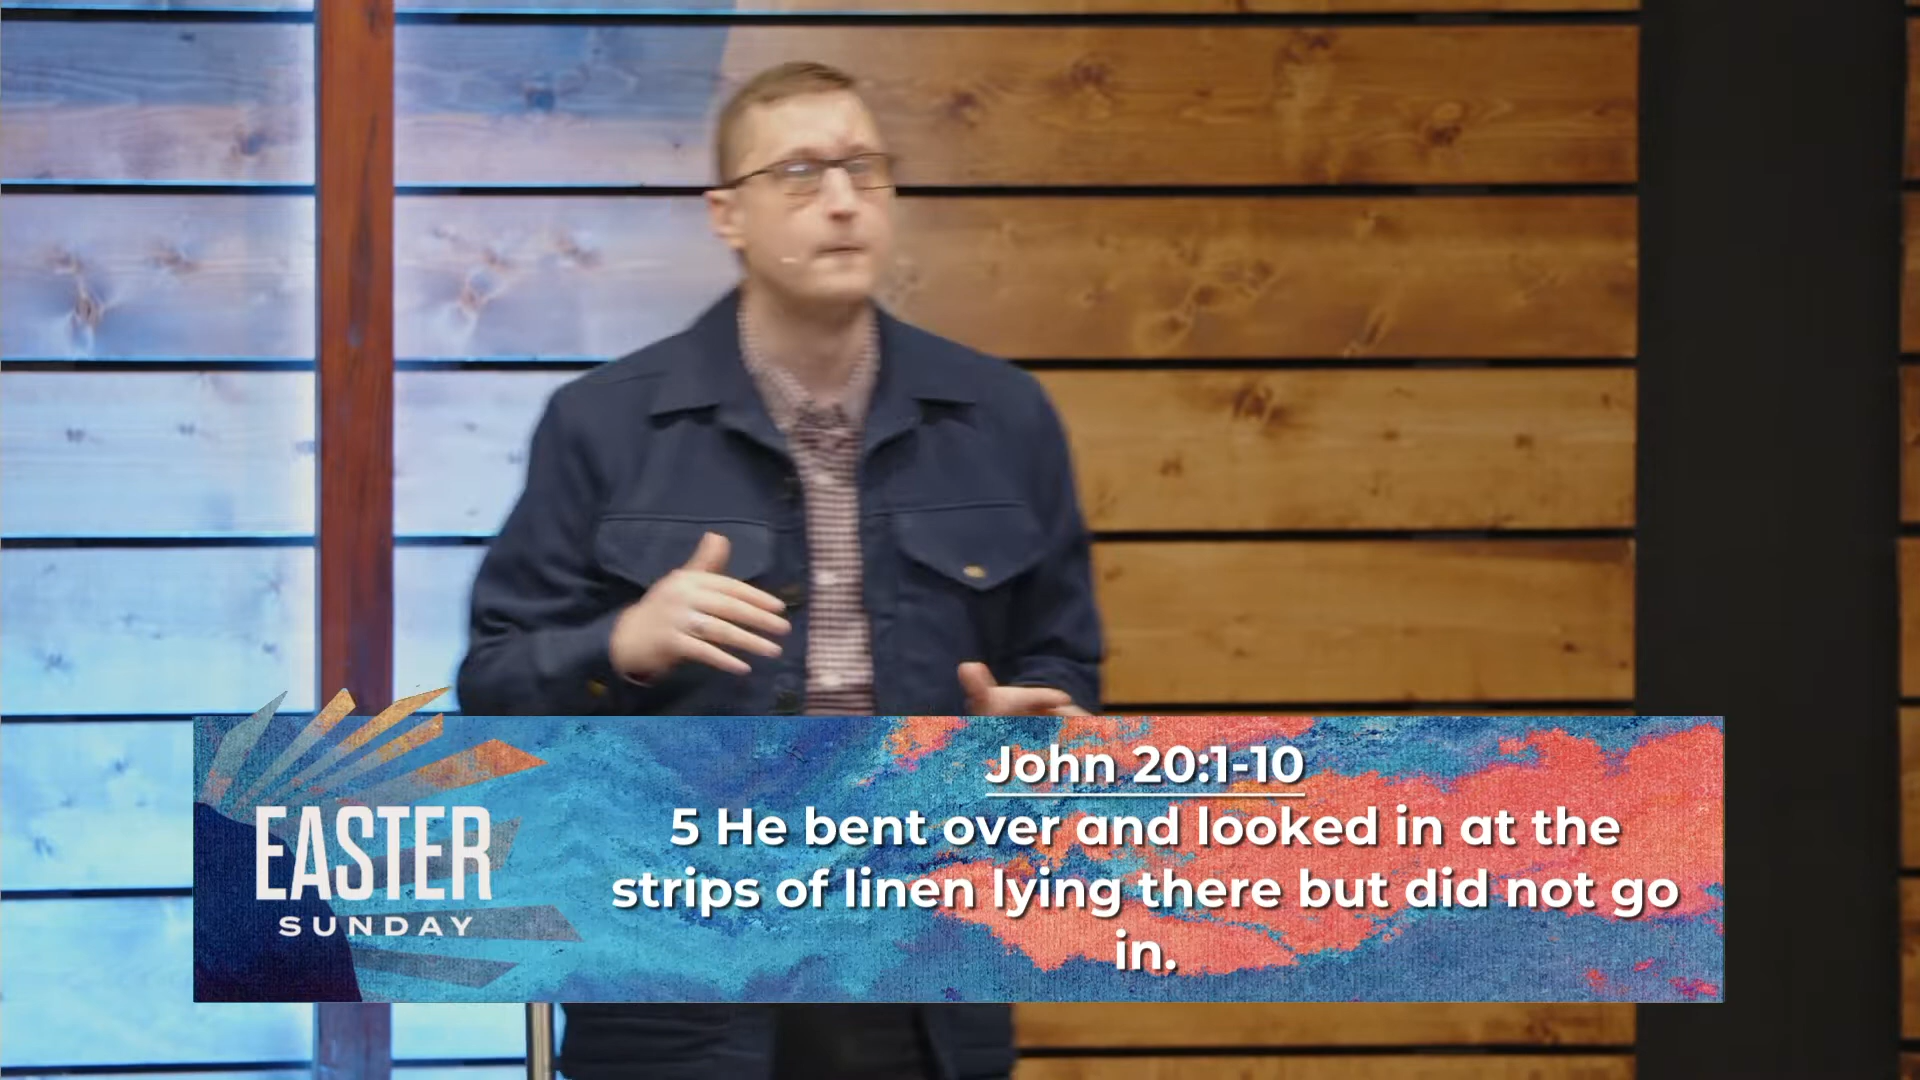 EASTER
SUNDAY
John 20:1-10
5 He bent over and looked in at the
strips of linen lying there but did not go
in.